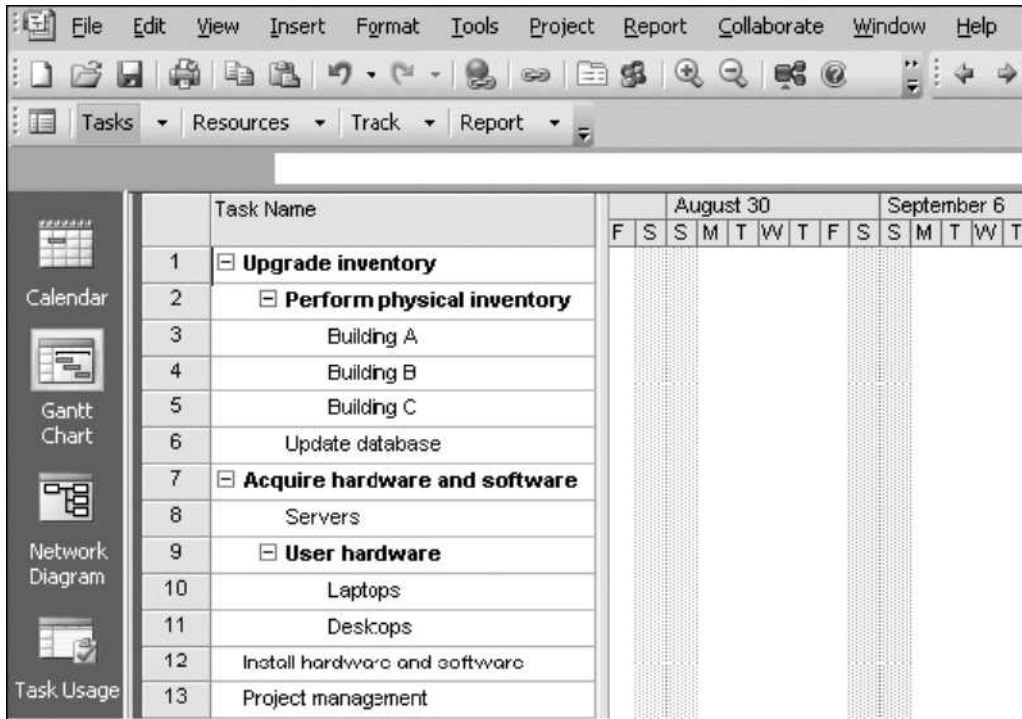 File Edit View Insert Format Tools Project Report Collaborate Window Help
Tasks Resources Track Report
Task Name
August 30 September 6
F S S M T W T F S S M T W T
1 Upgrade inventory
2 Perform physical inventory
3 Building A
4 Building B
5 Building C
6 Update database
7 Acquire hardware and software
8 Servers
9 User hardware
10 Laptops
11 Desktops
12 Install hardware and software
13 Project management
Calendar
Gantt
Chart
Network
Diagram
Task Usage